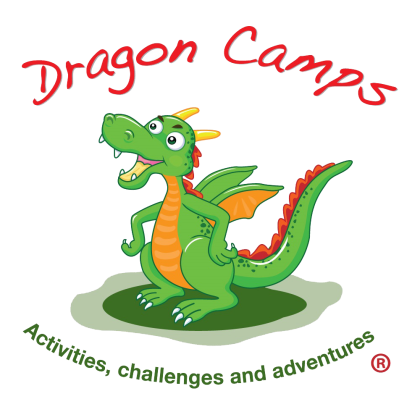 Dragon Camps
Activities, challenges and adventures
®